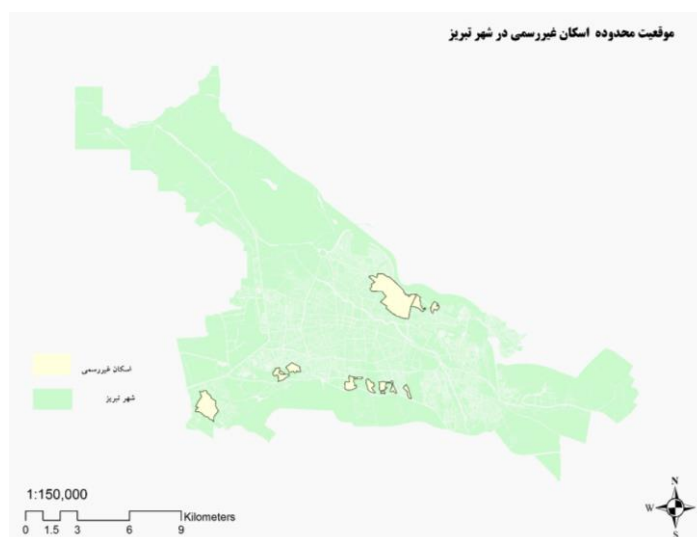 موقعیت محدوده اسکان غیررسمی در شهر تبریز
اسکان غیررسمی
شهر تبریز
1:150,000
Kilometers
0 1.5 3 6 9
N
W
S